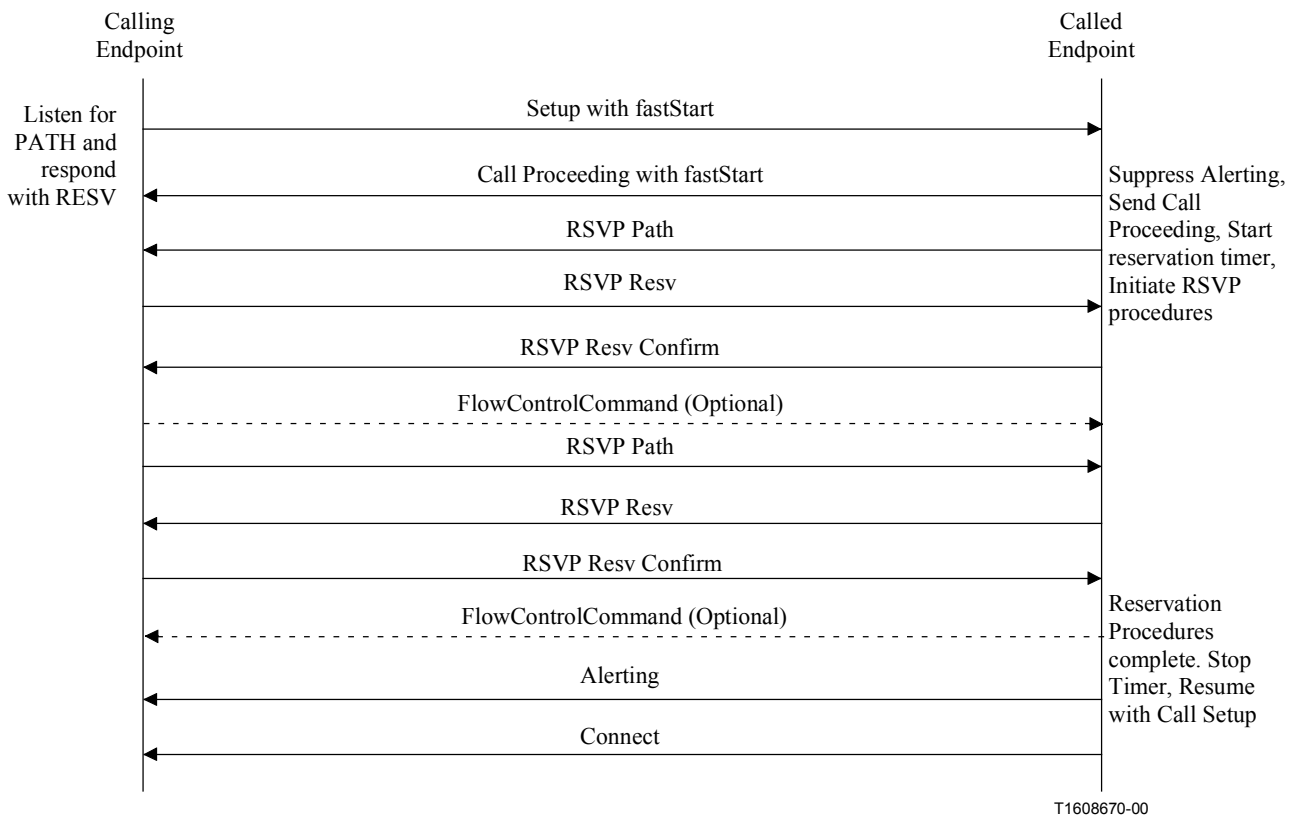 Calling
Endpoint
Called
Endpoint
Listen for
PATH and
respond
with RESV
Setup with fastStart
Call Proceeding with fastStart
RSVP Path
RSVP Resv
Suppress Alerting,
Send Call
Proceeding, Start
reservation timer,
Initiate RSVP
procedures
RSVP Resv Confirm
FlowControlCommand (Optional)
RSVP Path
RSVP Resv
RSVP Resv Confirm
FlowControlCommand (Optional)
Alerting
Connect
Reservation
Procedures
complete. Stop
Timer, Resume
with Call Setup
T1608670-00